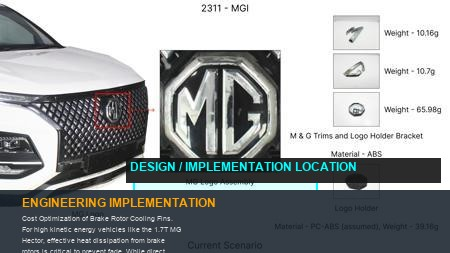 2311 - MGI
Weight - 10.16g
Weight - 10.7g
MG
Weight - 65.98g
M & G Trims and Logo Holder Bracket
Material - ABS
DESIGN / IMPLEMENTATION LOCATION
MG Logo Assembly
ENGINEERING IMPLEMENTATION
Logo Holder
Cost Optimization of Brake Rotor Cooling Fins.
For high kinetic energy vehicles like the 1.7T MG
Hector, effective heat dissipation from brake
rotors is critical to prevent fade. While direct
Material - PC-ABS (assumed), Weight - 39.16g
Current Scenario